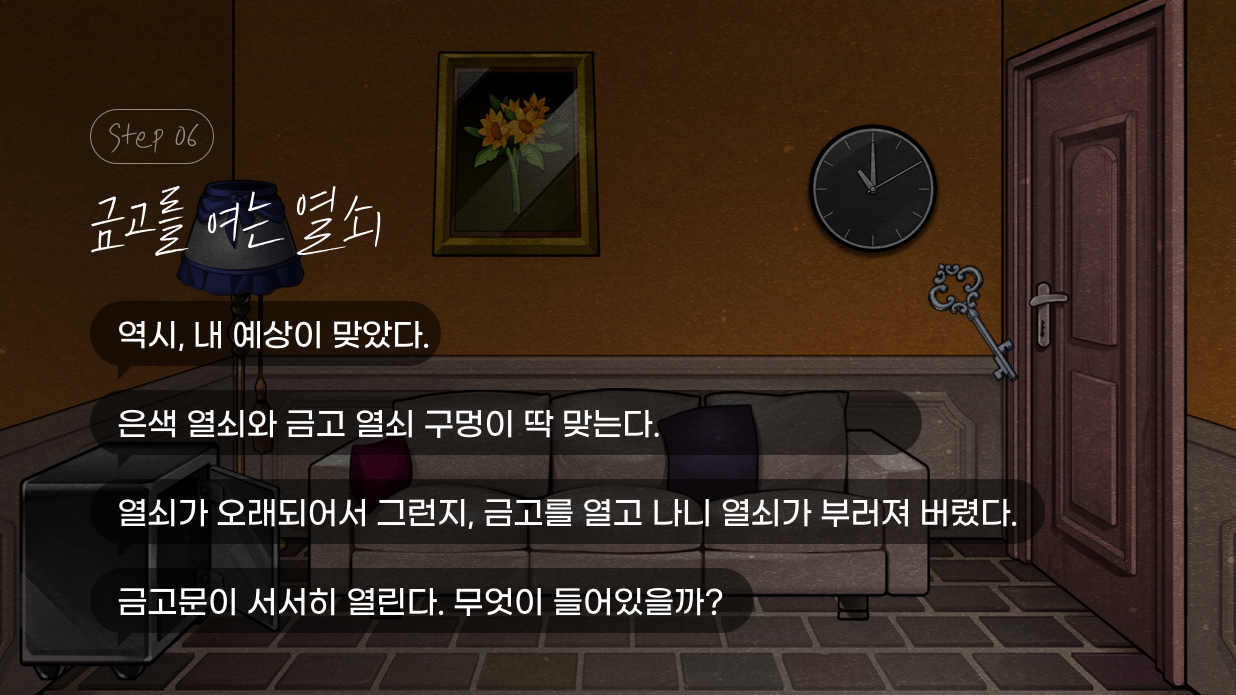 Step 06
금고를 여는 열쇠
역시, 내 예상이 맞았다.
은색 열쇠와 금고 열쇠 구멍이 딱 맞는다.
열쇠가 오래되어서 그런지, 금고를 열고 나니 열쇠가 부러져 버렸다.
금고문이 서서히 열린다. 무엇이 들어있을까?